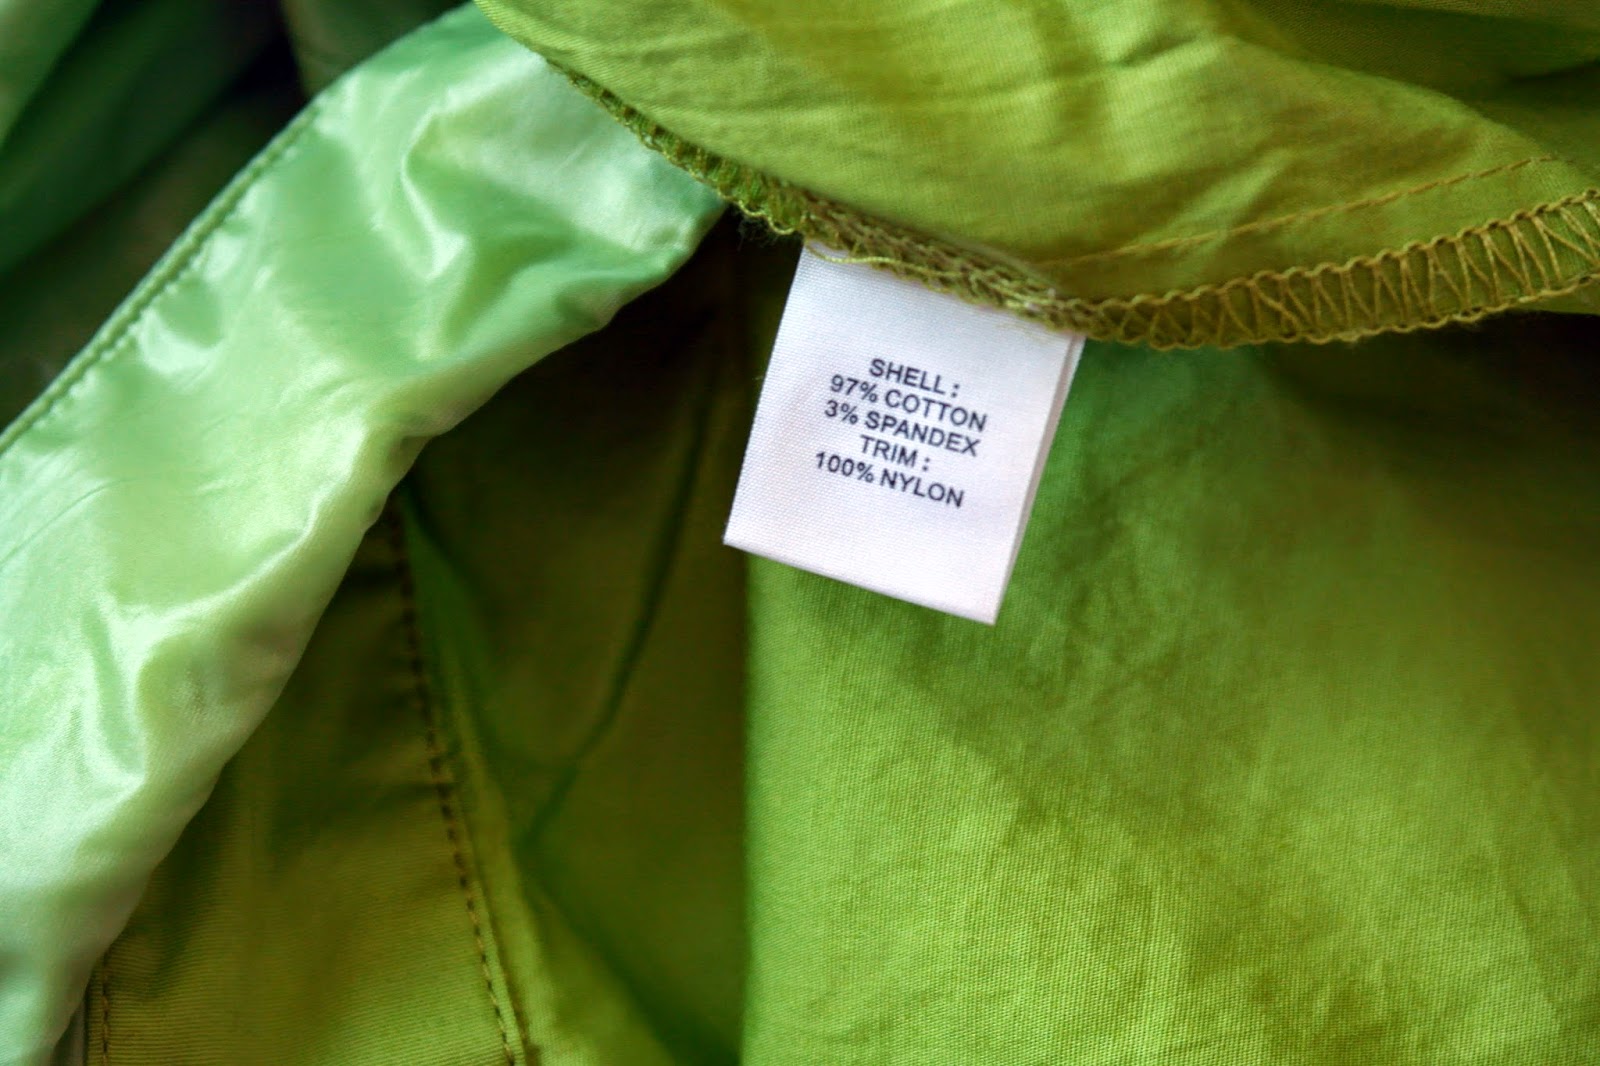 SHELL :
97% COTTON
3% SPANDEX
TRIM :
100% NYLON